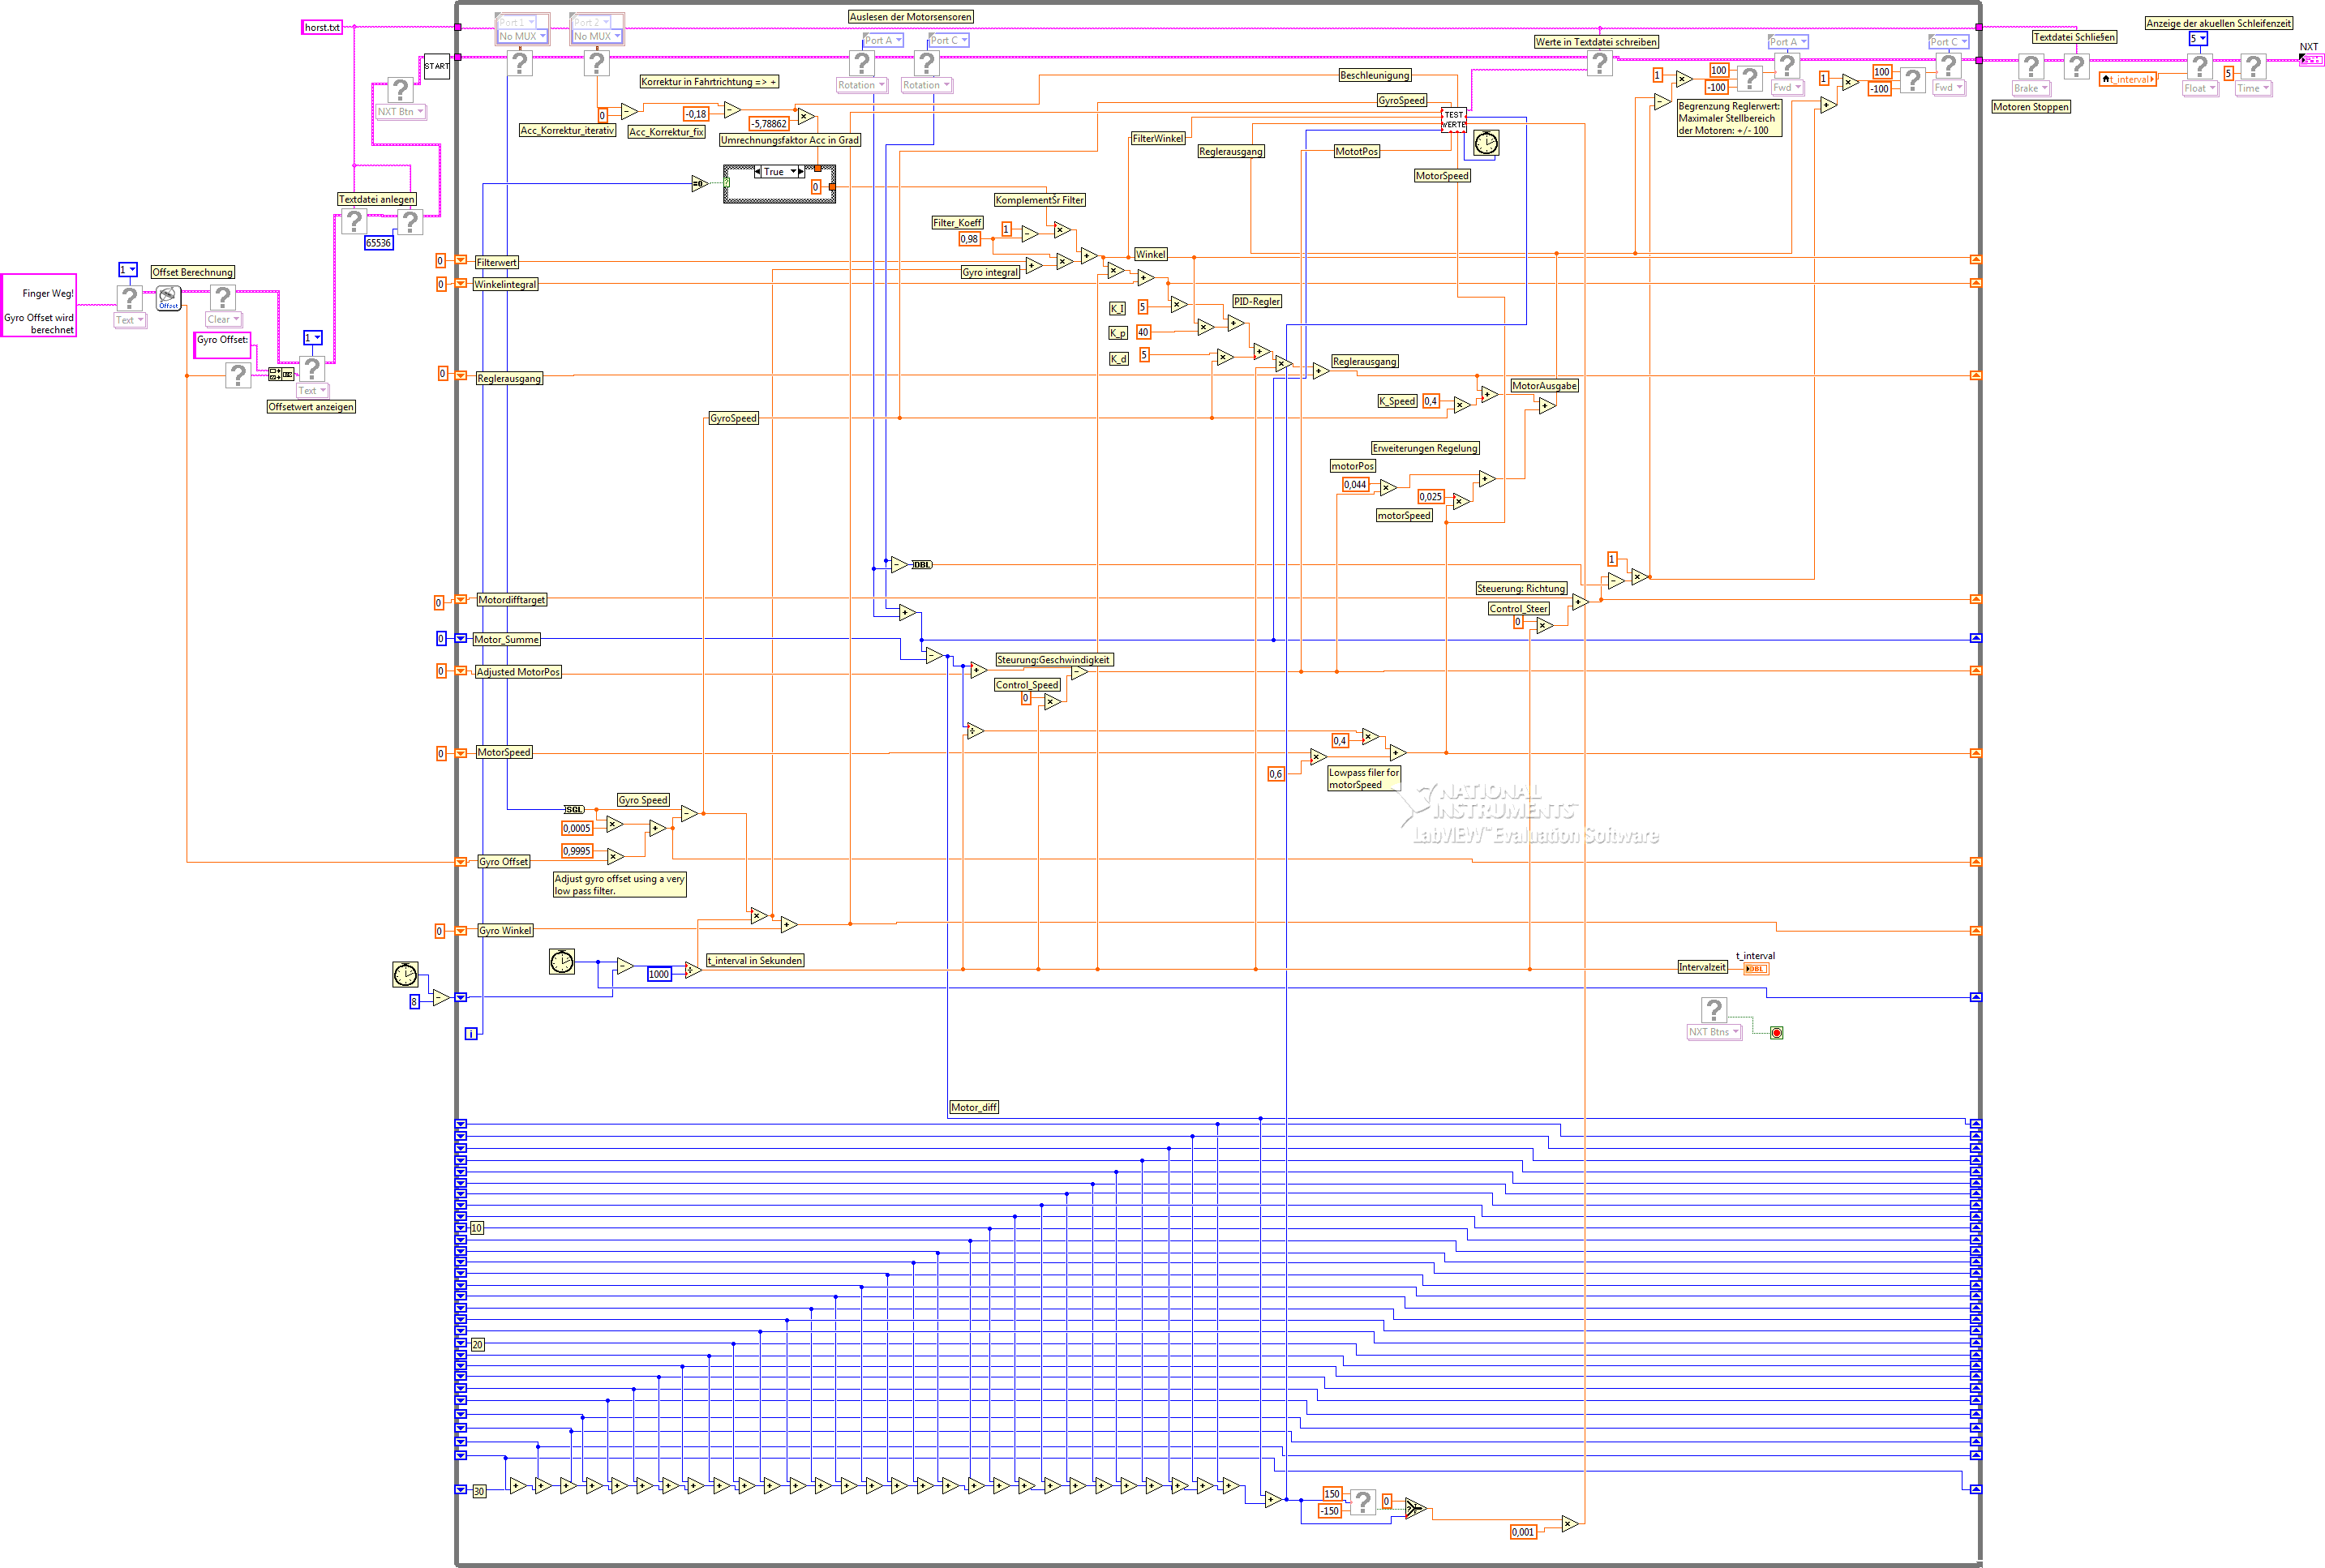 Auslesen der Motorsensoren
Anzeige der akuellen Schleifenzeit
horst.txt
Port 1
No MUX
Port 2
No MUX
Port A
Port C
Werte in Textdatei schreiben
Port A
Port C
Textdatei Schließen
5
NXT
START
Rotation
Rotation
Korrektur in Fahrtrichtung => +
Beschleunigung
1
100
-100
Fwd
1
100
-100
Fwd
Brake
t_interval
Float
5
Time
NXT Btn
Motoren Stoppen
0
-0,18
-5,78862
GyroSpeed
Begrenzung Reglerwert:
Maximaler Stellbereich
der Motoren: +/- 100
Acc_Korrektur_iterativ
Acc_Korrektur_fix
Umrechnungsfaktor Acc in Grad
TEST
WERTE
FilterWinkel
Reglerausgang
MototPos
MotorSpeed
True
0
Textdatei anlegen
65536
KomplementŠr Filter
Filter_Koeff
0,98
1
Winkel
0
Filterwert
Gyro integral
0
Winkelintegral
1
Offset Berechnung
Finger Weg!
Gyro Offset wird
berechnet
Text
Offset
Clear
Gyro Offset:
1
Text
Offsetwert anzeigen
K_I
5
PID-Regler
K_p
40
K_d
5
0
Reglerausgang
Reglerausgang
MotorAusgabe
K_Speed
0,4
GyroSpeed
Erweiterungen Regelung
motorPos
0,044
0,025
motorSpeed
DBL
1
Steuerung: Richtung
0
Motordifftarget
Control_Steer
0
0
Motor_Summe
0
Adjusted MotorPos
Steurung:Geschwindigkeit
Control_Speed
0
0
MotorSpeed
0,4
0,6
Lowpass filer for
motorSpeed
NATIONAL
INSTRUMENTS
LabVIEW™ Evaluation Software
SGL
Gyro Speed
0,0005
0,9995
Gyro Offset
Adjust gyro offset using a very
low pass filter.
0
Gyro Winkel
t_interval in Sekunden
1000
8
Intervalzeit
t_interval
DBL
i
NXT Btns
Motor_diff
10
20
30
150
-150
0
0,001